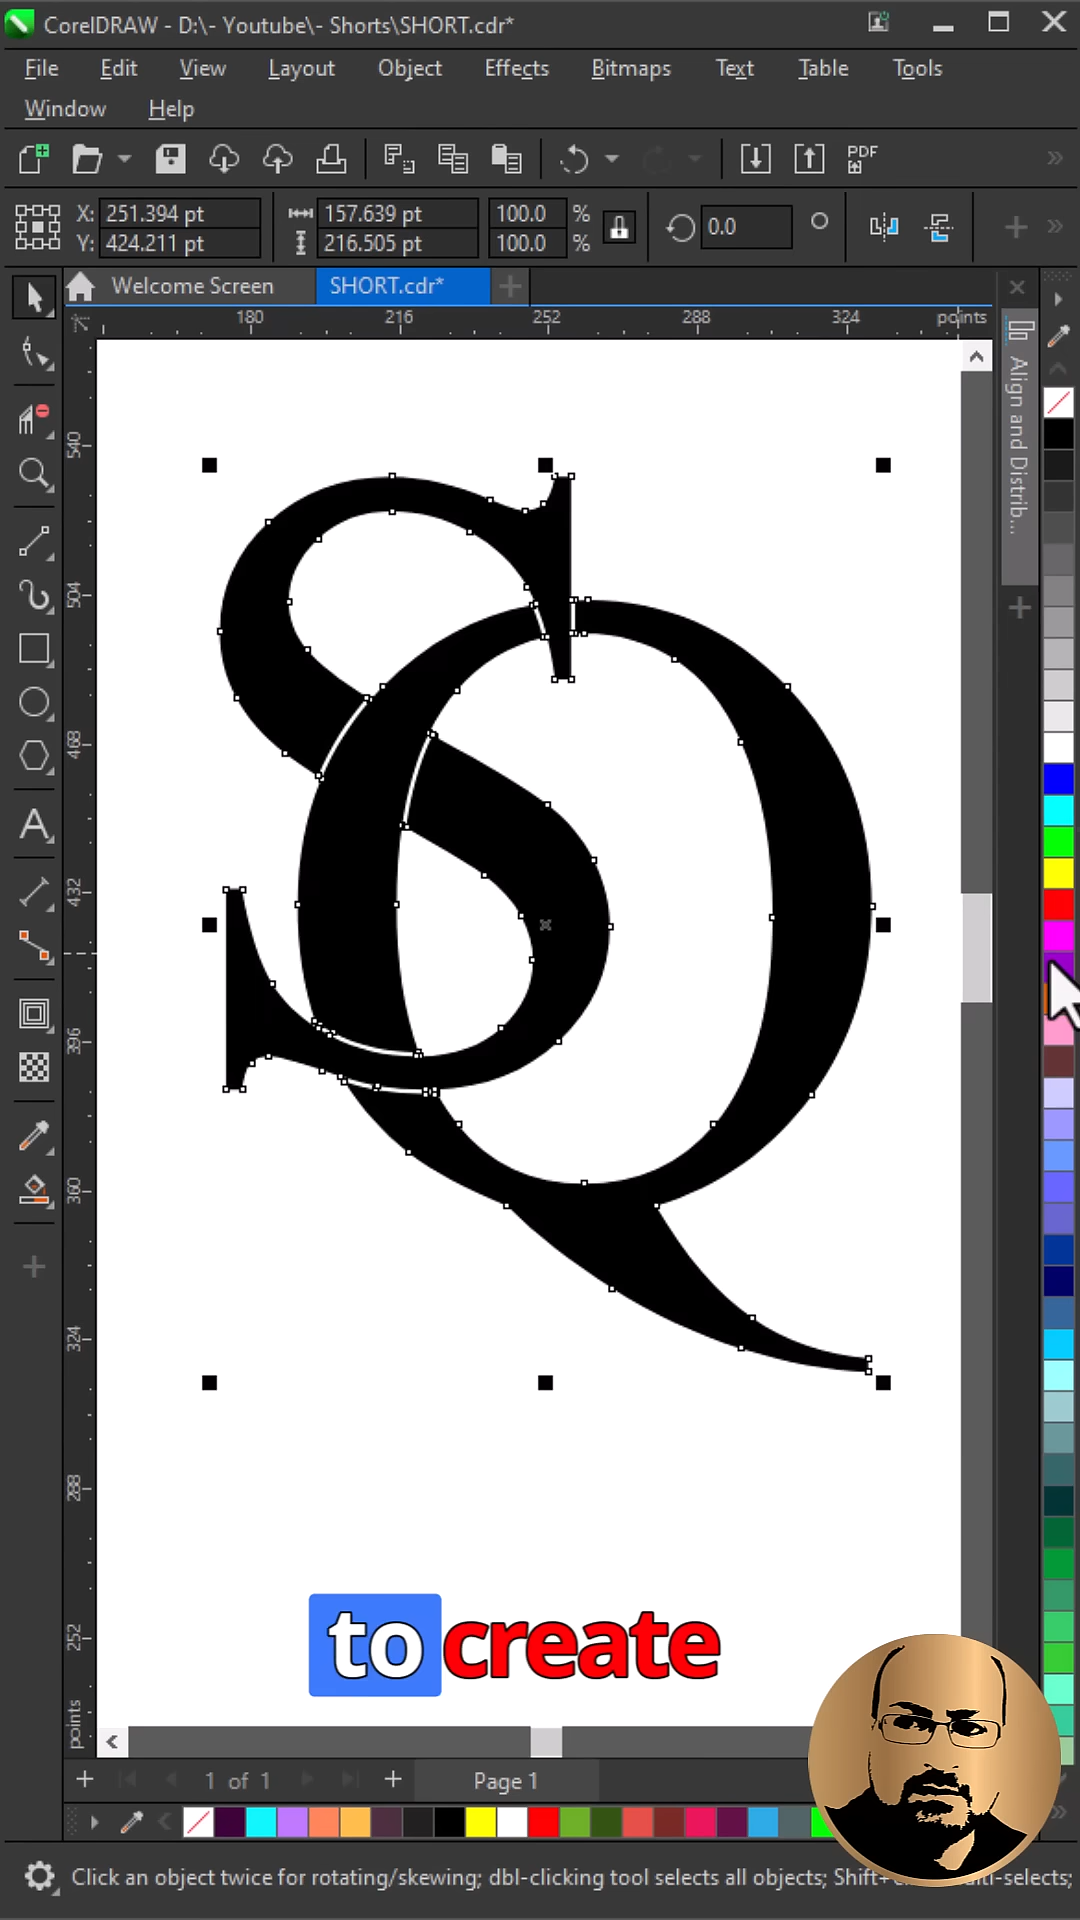 CorelDRAW - D:\- Youtube\- Shorts\SHORT.cdr*
File Edit View Layout Object Effects Bitmaps Text Table Tools
Window Help
PDF
X: 251.394 pt 157.639 pt 100.0 % 0.0
Y: 424.211 pt 216.505 pt 100.0 %
Welcome Screen SHORT.cdr*
180 216 252 288 324 points
Align and Distrib...
540
504
468
432
396
360
324
288
252
points
SQ
to create
1 of 1 Page 1
Click an object twice for rotating/skewing; dbl-clicking tool selects all objects; Shift+